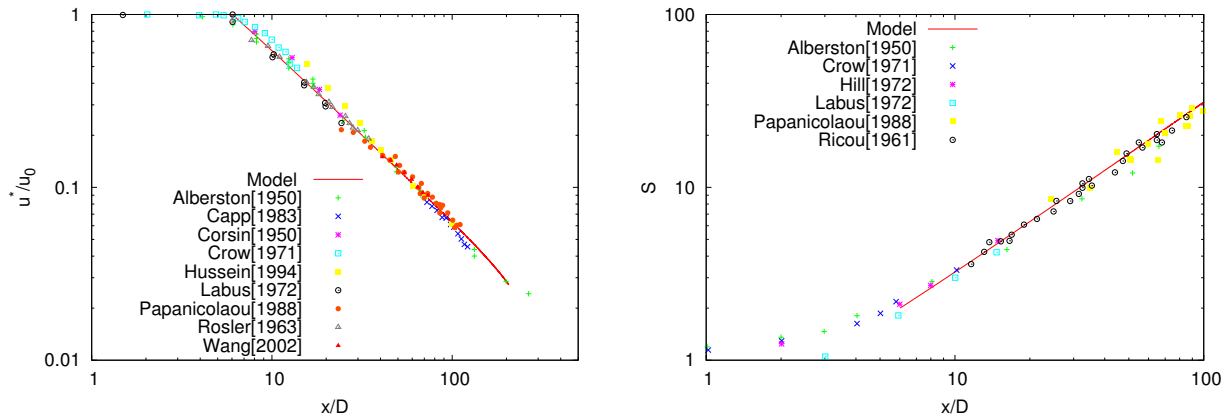 1
0.1
0.01
1
10
100
u*/u0
x/D
Model
Alberston[1950]
Capp[1983]
Corsin[1950]
Crow[1971]
Hussein[1994]
Labus[1972]
Papanicolaou[1988]
Rosler[1963]
Wang[2002]
100
10
1
1
10
100
S
x/D
Model
Alberston[1950]
Crow[1971]
Hill[1972]
Labus[1972]
Papanicolaou[1988]
Ricou[1961]